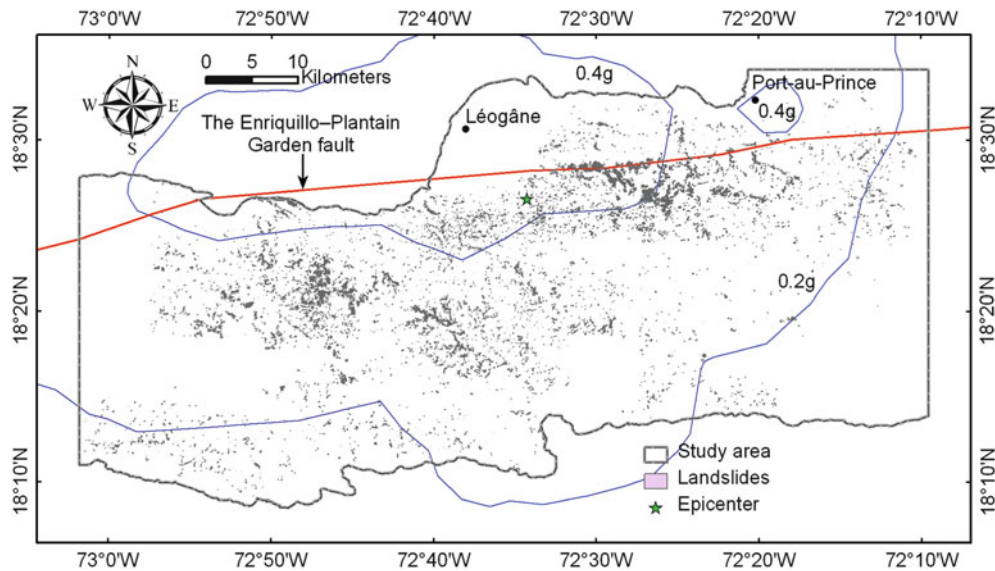 73°0'W 72°50'W 72°40'W 72°30'W 72°20'W 72°10'W
N
W E
S
0 5 10
Kilometers
0.4g
Port-au-Prince
0.4g
Léogâne
The Enriquillo–Plantain
Garden fault
18°30'N 18°30'N
18°20'N 18°20'N
0.2g
18°10'N 18°10'N
Study area
Landslides
Epicenter
73°0'W 72°50'W 72°40'W 72°30'W 72°20'W 72°10'W